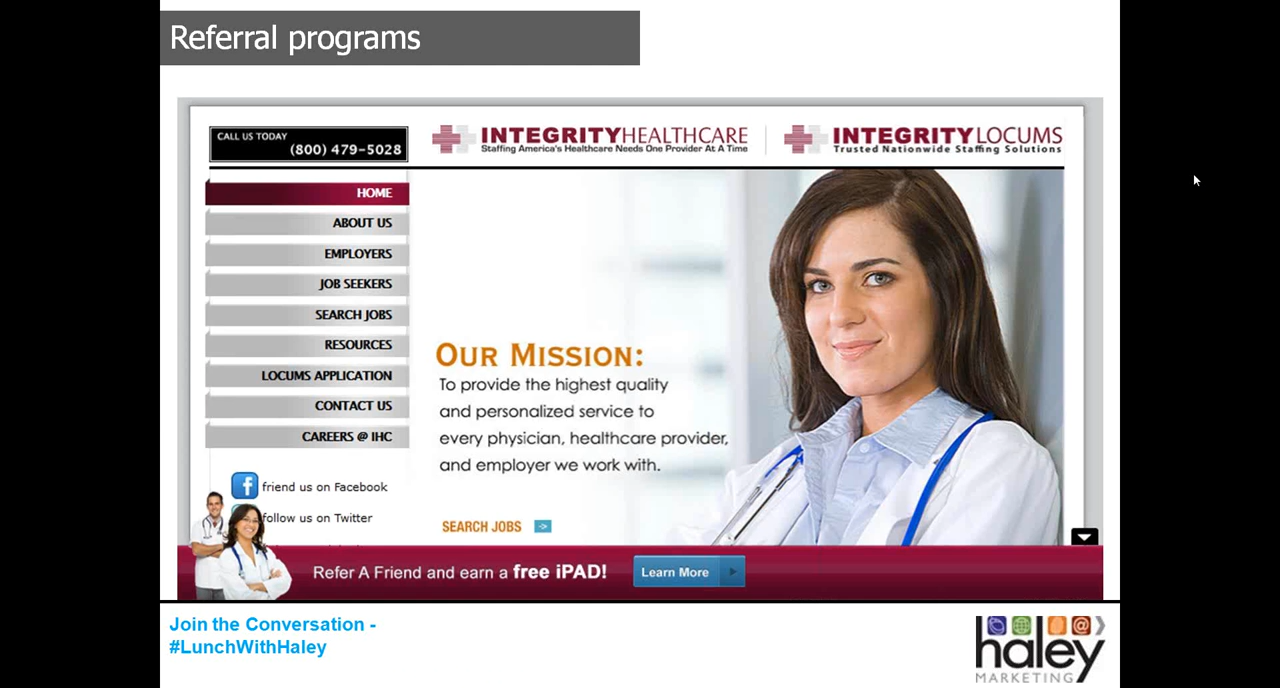 Referral programs
CALL US TODAY
(800) 479-5028
INTEGRITYHEALTHCARE
Staffing America's Healthcare Needs One Provider At A Time
INTEGRITYLOCUMS
Trusted Nationwide Staffing Solutions
HOME
ABOUT US
EMPLOYERS
JOB SEEKERS
SEARCH JOBS
RESOURCES
LOCUMS APPLICATION
CONTACT US
CAREERS @ IHC
friend us on Facebook
follow us on Twitter
OUR MISSION:
To provide the highest quality
and personalized service to
every physician, healthcare provider,
and employer we work with.
SEARCH JOBS
Refer A Friend and earn a free iPAD!
Learn More
Join the Conversation -
#LunchWithHaley
haley
MARKETING